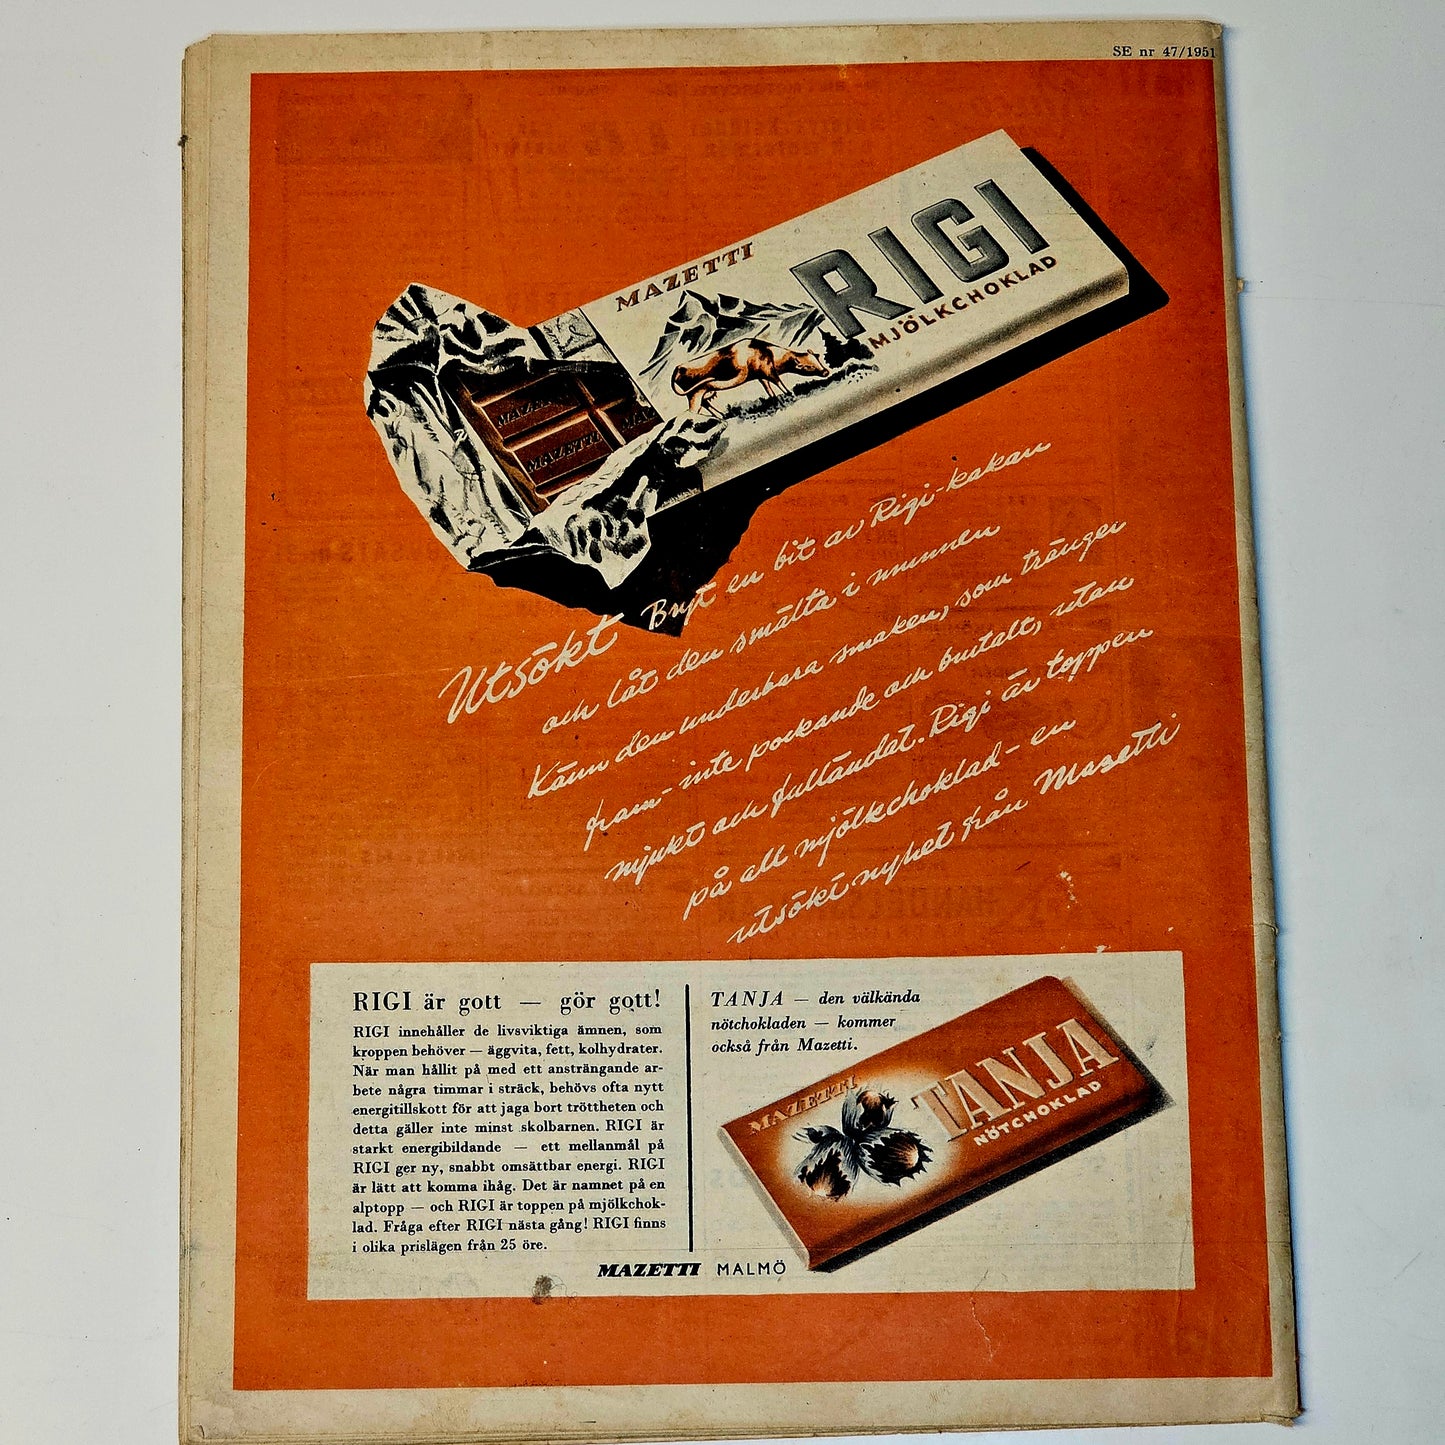 SE nr 47/1951
MAZETTI
RIGI
MJÖLKCHOKLAD
MAZETTI
MAZETTI
Utsökt Bryt en bit av Rigi-kakan
och låt den smälta i munnen
Känn den underbara smaken, som tränger
fram - inte pockande och brutalt, utan
mjukt och fulländat. Rigi är toppen
på all mjölkchoklad - en
utsökt nyhet från Mazetti
RIGI är gott — gör gott!
RIGI innehåller de livsviktiga ämnen, som
kroppen behöver — äggvita, fett, kolhydrater.
När man hållit på med ett ansträngande ar-
bete några timmar i sträck, behövs ofta nytt
energitillskott för att jaga bort tröttheten och
detta gäller inte minst skolbarnen. RIGI är
starkt energibildande — ett mellanmål på
RIGI ger ny, snabbt omsättbar energi. RIGI
är lätt att komma ihåg. Det är namnet på en
alptopp — och RIGI är toppen på mjölkchok-
lad. Fråga efter RIGI nästa gång! RIGI finns
i olika prislägen från 25 öre.
TANJA — den välkända
nötchokladen — kommer
också från Mazetti.
MAZETTI
TANJA
NÖTCHOKLAD
MAZETTI MALMÖ